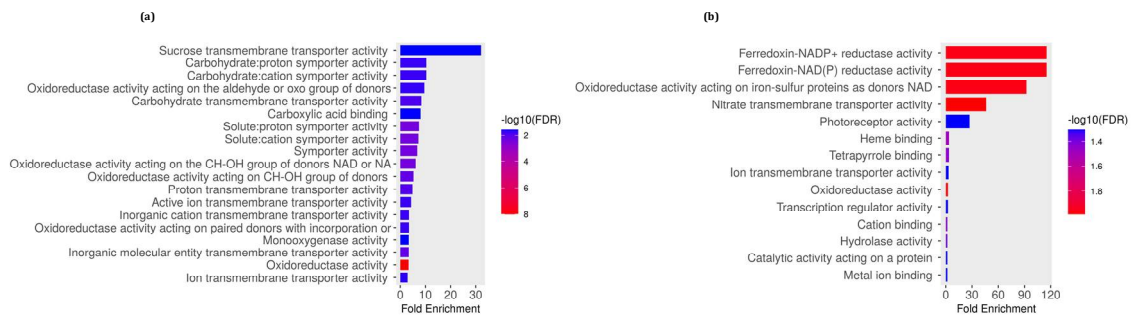 (a)
Sucrose transmembrane transporter activity
Carbohydrate:proton symporter activity
Carbohydrate:cation symporter activity
Oxidoreductase activity acting on the aldehyde or oxo group of donors
Carbohydrate transmembrane transporter activity
Carboxylic acid binding
Solute:proton symporter activity
Solute:cation symporter activity
Symporter activity
Oxidoreductase activity acting on the CH-OH group of donors NAD or NA
Oxidoreductase activity acting on CH-OH group of donors
Proton transmembrane transporter activity
Active ion transmembrane transporter activity
Inorganic cation transmembrane transporter activity
Oxidoreductase activity acting on paired donors with incorporation or
Monooxygenase activity
Inorganic molecular entity transmembrane transporter activity
Oxidoreductase activity
Ion transmembrane transporter activity
0 10 20 30
Fold Enrichment
-log10(FDR)
2
4
6
8
(b)
Ferredoxin-NADP+ reductase activity
Ferredoxin-NAD(P) reductase activity
Oxidoreductase activity acting on iron-sulfur proteins as donors NAD
Nitrate transmembrane transporter activity
Photoreceptor activity
Heme binding
Tetrapyrrole binding
Ion transmembrane transporter activity
Oxidoreductase activity
Transcription regulator activity
Cation binding
Hydrolase activity
Catalytic activity acting on a protein
Metal ion binding
0 30 60 90 120
Fold Enrichment
-log10(FDR)
1.4
1.6
1.8